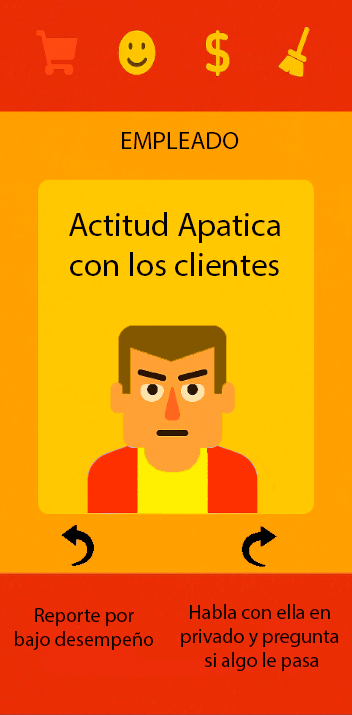 $
EMPLEADO
Actitud Apatica
con los clientes
Reporte por
bajo desempeño
Habla con ella en
privado y pregunta
si algo le pasa